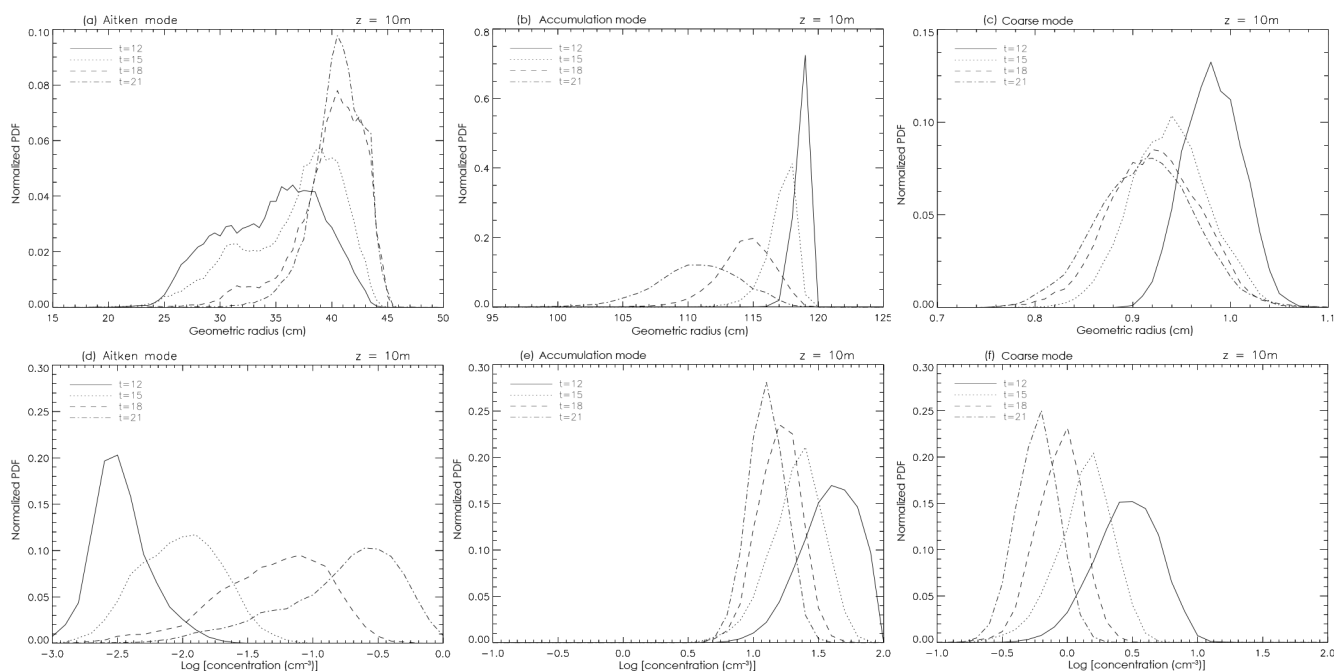 (a) Aitken mode z = 10m
0.10
0.08
0.06
0.04
0.02
0.00
Normalized PDF
t=12
t=15
t=18
t=21
15 20 25 30 35 40 45 50
Geometric radius (cm)
(b) Accumulation mode z = 10m
0.8
0.6
0.4
0.2
0.0
Normalized PDF
t=12
t=15
t=18
t=21
95 100 105 110 115 120 125
Geometric radius (cm)
(c) Coarse mode z = 10m
0.15
0.10
0.05
0.00
Normalized PDF
t=12
t=15
t=18
t=21
0.7 0.8 0.9 1.0 1.1
Geometric radius (cm)
(d) Aitken mode z = 10m
0.30
0.25
0.20
0.15
0.10
0.05
0.00
Normalized PDF
t=12
t=15
t=18
t=21
−3.0 −2.5 −2.0 −1.5 −1.0 −0.5 0.0
Log [concentration (cm⁻³)]
(e) Accumulation mode z = 10m
0.30
0.25
0.20
0.15
0.10
0.05
0.00
Normalized PDF
t=12
t=15
t=18
t=21
−1.0 −0.5 0.0 0.5 1.0 1.5 2.0
Log [concentration (cm⁻³)]
(f) Coarse mode z = 10m
0.30
0.25
0.20
0.15
0.10
0.05
0.00
Normalized PDF
t=12
t=15
t=18
t=21
−1.0 −0.5 0.0 0.5 1.0 1.5 2.0
Log [concentration (cm⁻³)]